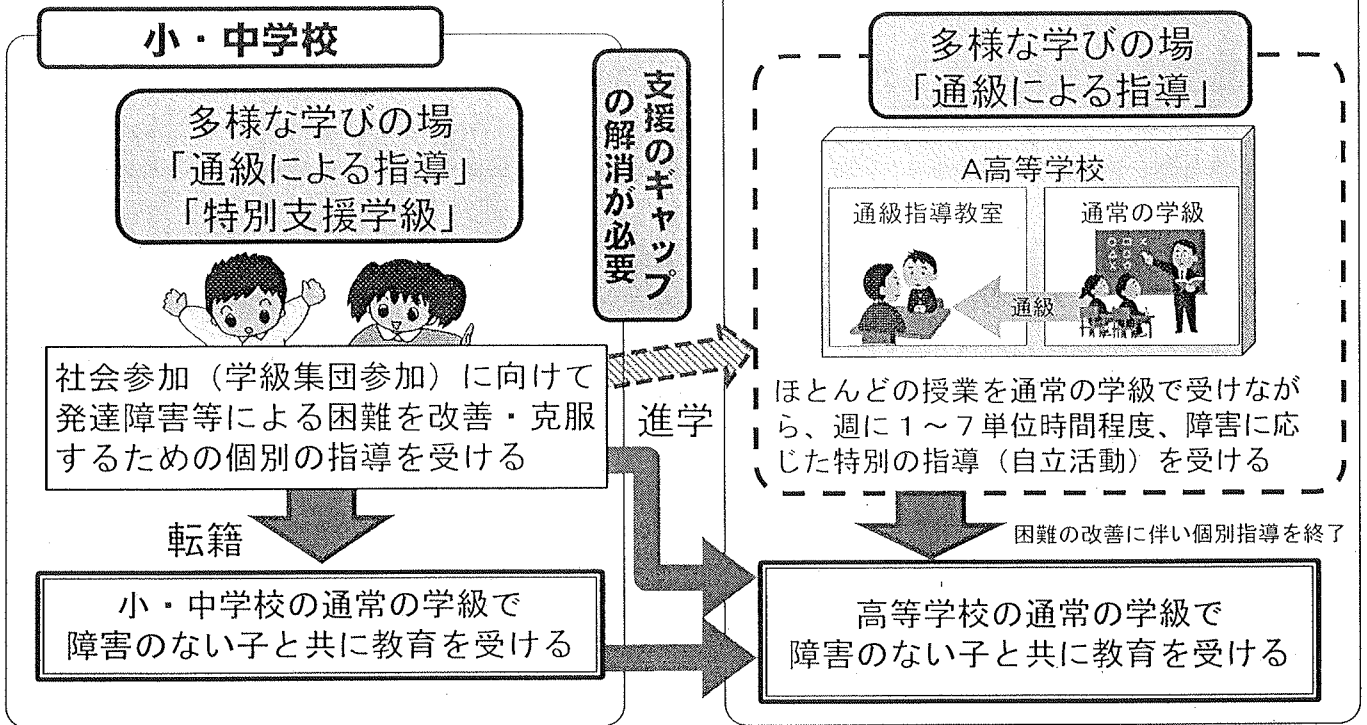 小・中学校
多様な学びの場
「通級による指導」
「特別支援学級」
社会参加（学級集団参加）に向けて
発達障害等による困難を改善・克服
するための個別の指導を受ける
転籍
小・中学校の通常の学級で
障害のない子と共に教育を受ける
支援のギャップ
の解消が必要
進学
多様な学びの場
「通級による指導」
A高等学校
通級指導教室
通常の学級
通級
ほとんどの授業を通常の学級で受けなが
ら、週に１～７単位時間程度、障害に応
じた特別の指導（自立活動）を受ける
困難の改善に伴い個別指導を終了
高等学校の通常の学級で
障害のない子と共に教育を受ける